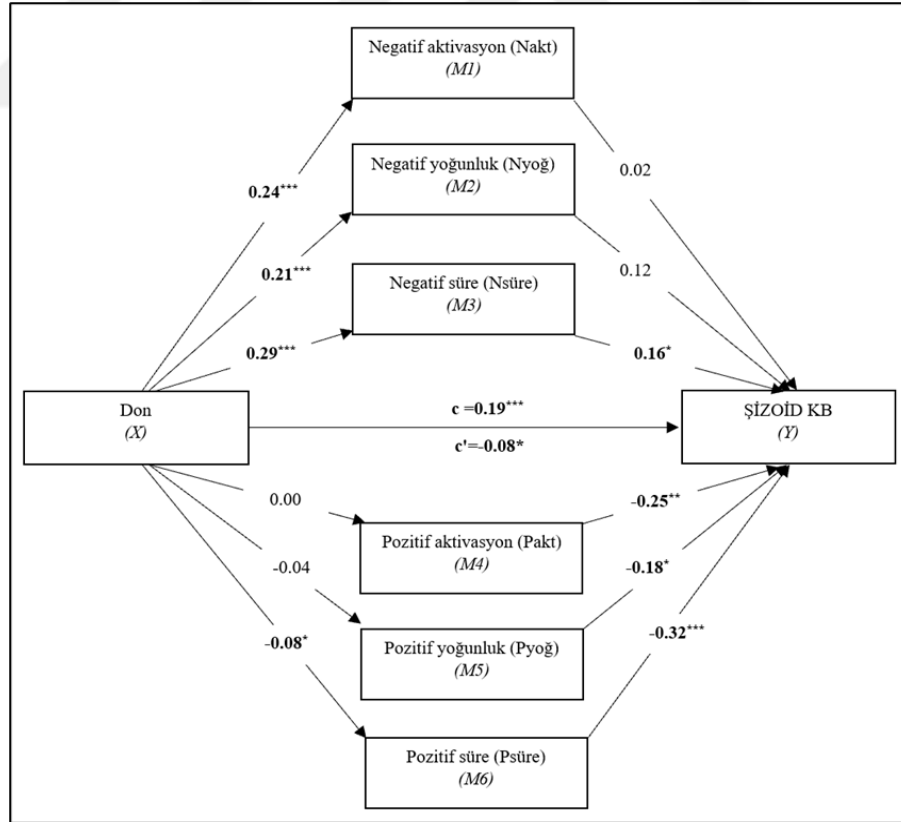 Negatif aktivasyon (Nakt)
(M1)
Negatif yoğunluk (Nyoğ)
(M2)
Negatif süre (Nsüre)
(M3)
0.24***
0.21***
0.29***
0.02
0.12
0.16*
Don
(X)
c =0.19***
c'=-0.08*
ŞİZOİD KB
(Y)
0.00
-0.04
-0.08*
-0.25**
-0.18*
-0.32***
Pozitif aktivasyon (Pakt)
(M4)
Pozitif yoğunluk (Pyoğ)
(M5)
Pozitif süre (Psüre)
(M6)